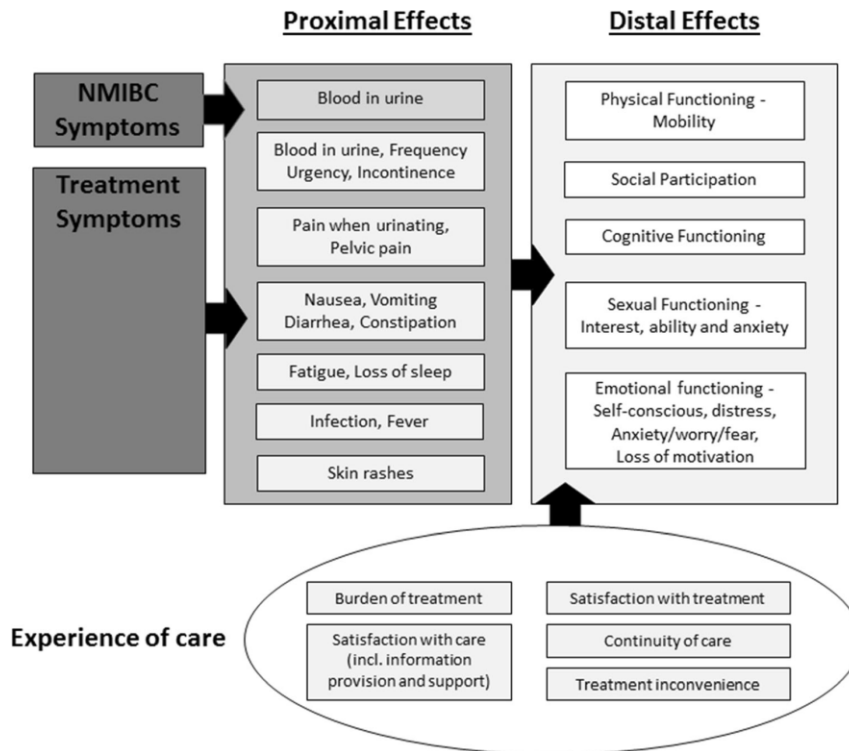 Proximal Effects
Distal Effects
NMIBC
Symptoms
Treatment
Symptoms
Blood in urine
Blood in urine, Frequency
Urgency, Incontinence
Pain when urinating,
Pelvic pain
Nausea, Vomiting
Diarrhea, Constipation
Fatigue, Loss of sleep
Infection, Fever
Skin rashes
Physical Functioning -
Mobility
Social Participation
Cognitive Functioning
Sexual Functioning -
Interest, ability and anxiety
Emotional functioning -
Self-conscious, distress,
Anxiety/worry/fear,
Loss of motivation
Experience of care
Burden of treatment
Satisfaction with care
(incl. information
provision and support)
Satisfaction with treatment
Continuity of care
Treatment inconvenience